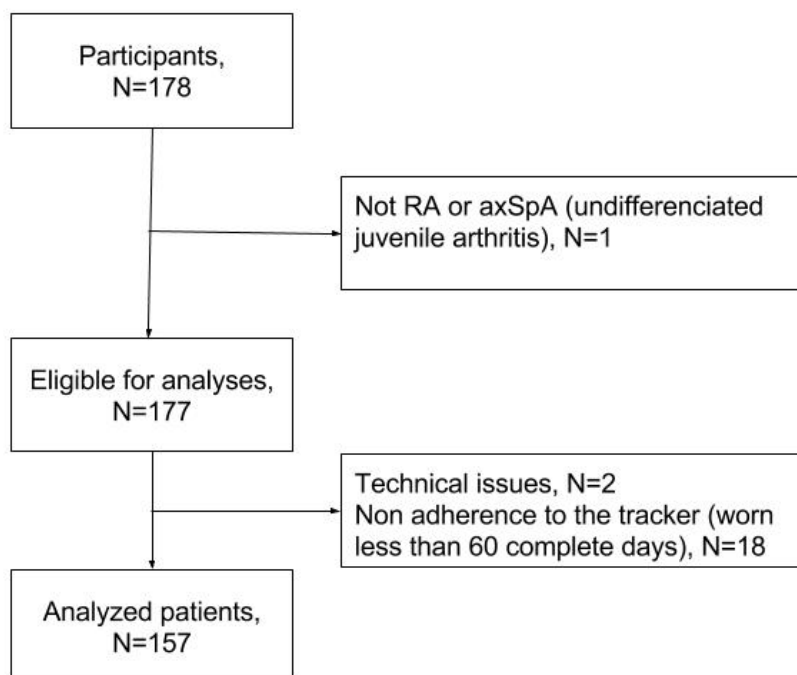 Participants,
N=178
Not RA or axSpA (undifferenciated
juvenile arthritis), N=1
Eligible for analyses,
N=177
Technical issues, N=2
Non adherence to the tracker (worn
less than 60 complete days), N=18
Analyzed patients,
N=157